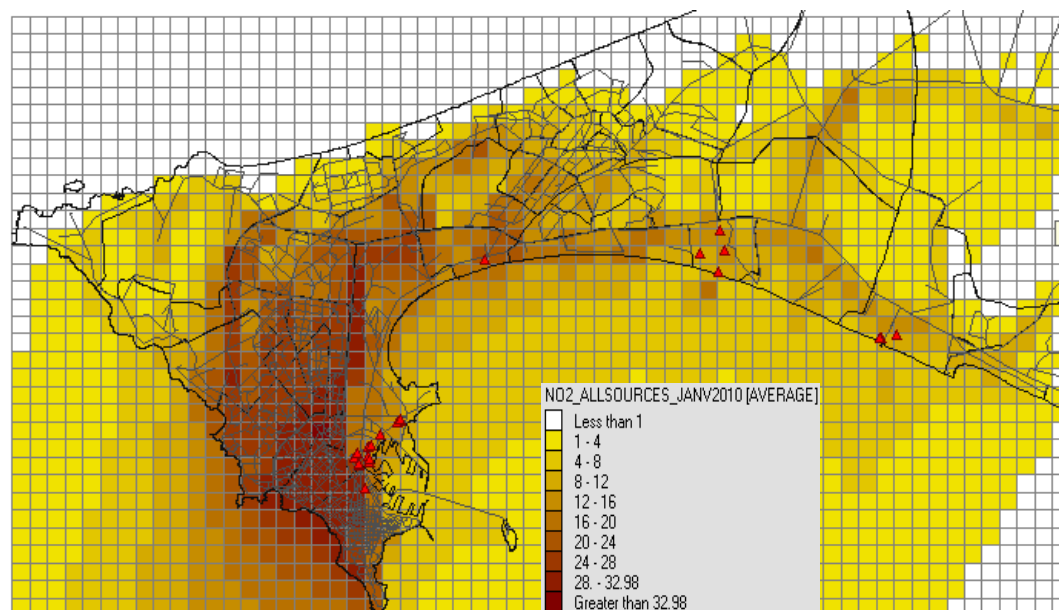 NO2_ALLSOURCES_JANV2010 [AVERAGE]
Less than 1
1 - 4
4 - 8
8 - 12
12 - 16
16 - 20
20 - 24
24 - 28
28. - 32.98
Greater than 32.98